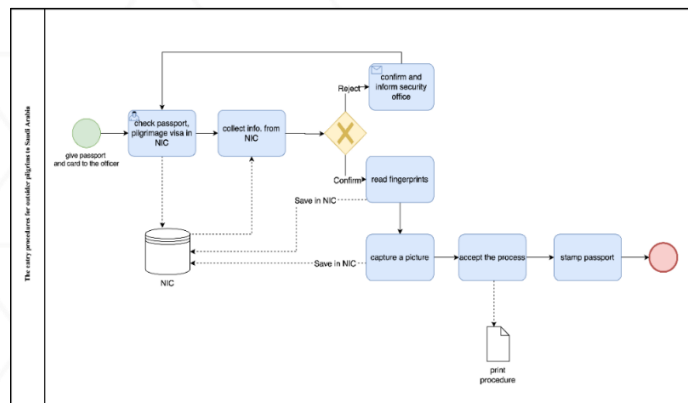 The entry procedures for outsider pilgrims to Saudi Arabia
give passport
and card to the officer
check passport,
pilgrimage visa in
NIC
collect info. from
NIC
Reject
confirm and
inform security
office
Confirm
read fingerprints
Save in NIC
NIC
Save in NIC
capture a picture
accept the process
stamp passport
print
procedure